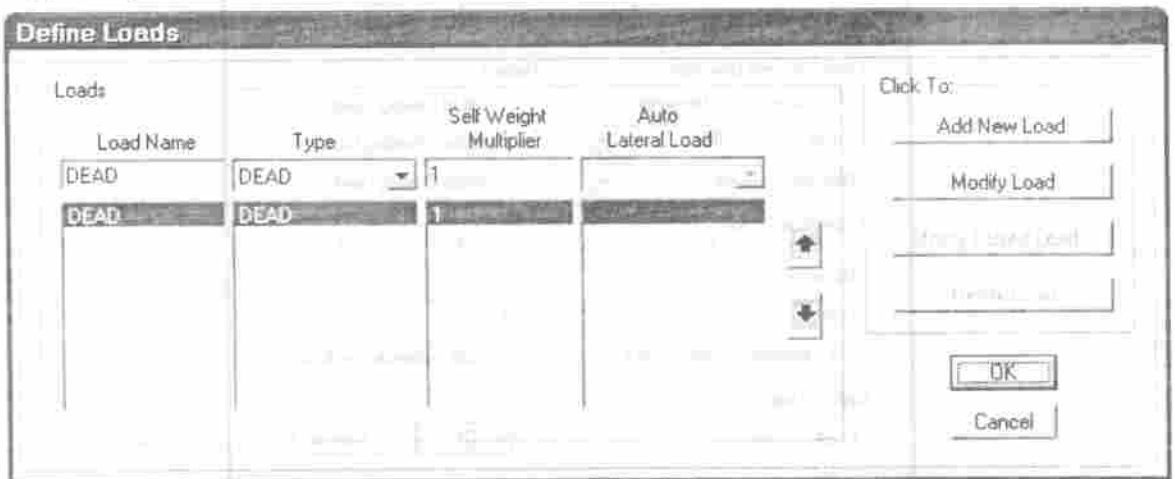 Define Loads
Loads
Click To:
Load Name
Type
Self Weight
Multiplier
Auto
Lateral Load
DEAD
DEAD
1
DEAD
DEAD
1
Add New Load
Modify Load
OK
Cancel